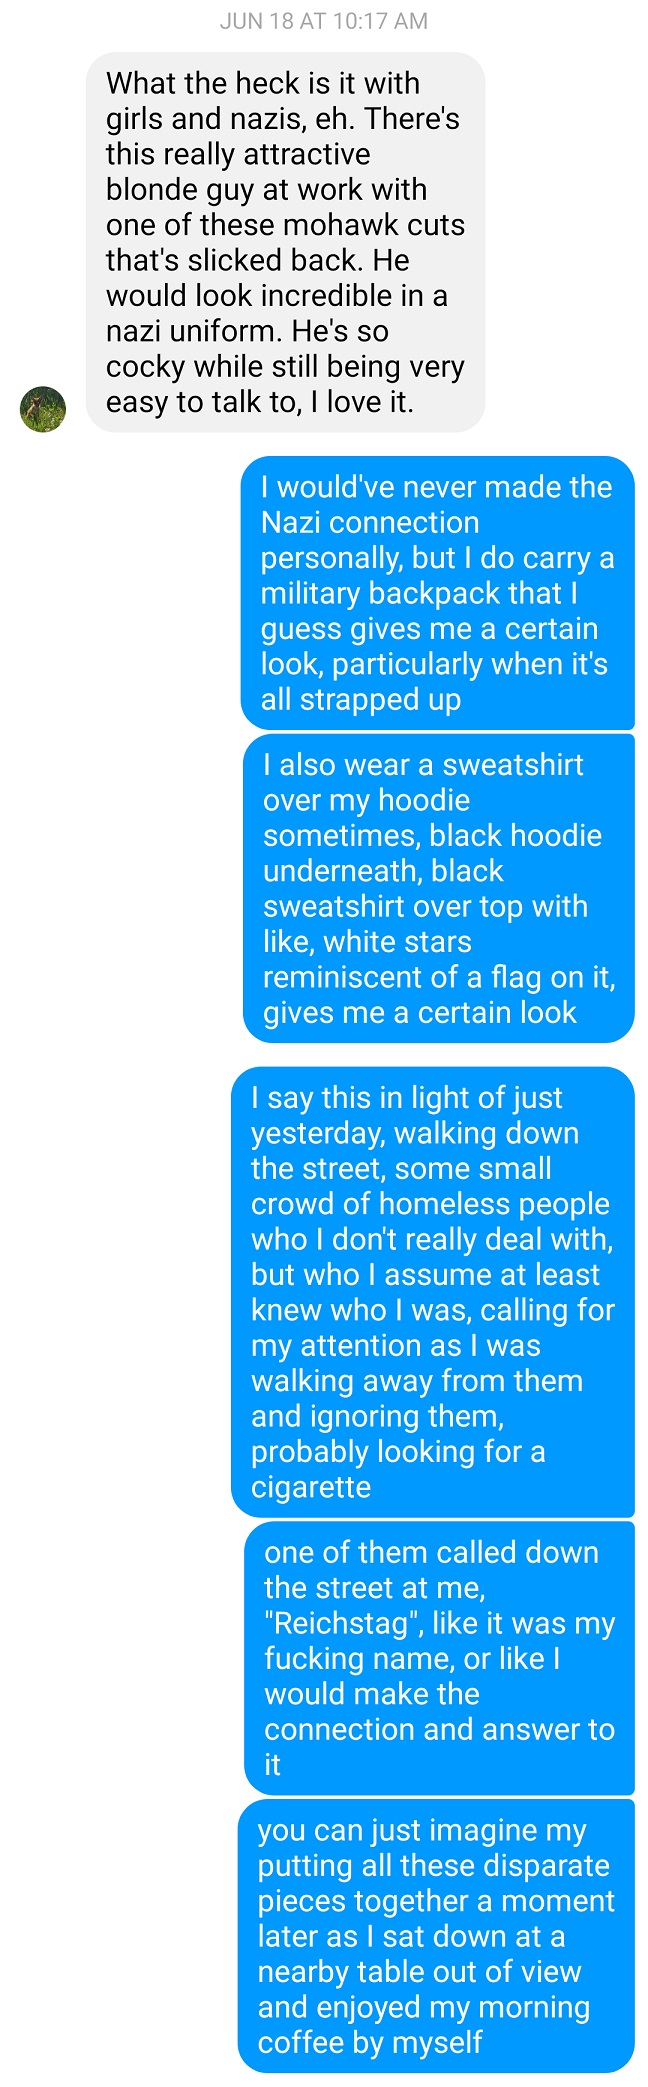 JUN 18 AT 10:17 AM
What the heck is it with
girls and nazis, eh. There's
this really attractive
blonde guy at work with
one of these mohawk cuts
that's slicked back. He
would look incredible in a
nazi uniform. He's so
cocky while still being very
easy to talk to, I love it.
I would've never made the
Nazi connection
personally, but I do carry a
military backpack that I
guess gives me a certain
look, particularly when it's
all strapped up
I also wear a sweatshirt
over my hoodie
sometimes, black hoodie
underneath, black
sweatshirt over top with
like, white stars
reminiscent of a flag on it,
gives me a certain look
I say this in light of just
yesterday, walking down
the street, some small
crowd of homeless people
who I don't really deal with,
but who I assume at least
knew who I was, calling for
my attention as I was
walking away from them
and ignoring them,
probably looking for a
cigarette
one of them called down
the street at me,
"Reichstag", like it was my
fucking name, or like I
would make the
connection and answer to
it
you can just imagine my
putting all these disparate
pieces together a moment
later as I sat down at a
nearby table out of view
and enjoyed my morning
coffee by myself